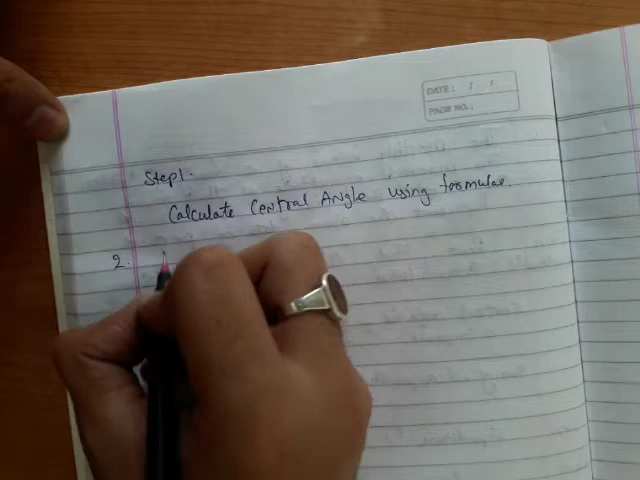 DATE: / /
PAGE NO.:
Step1.
Calculate Central Angle using formulae.
2.